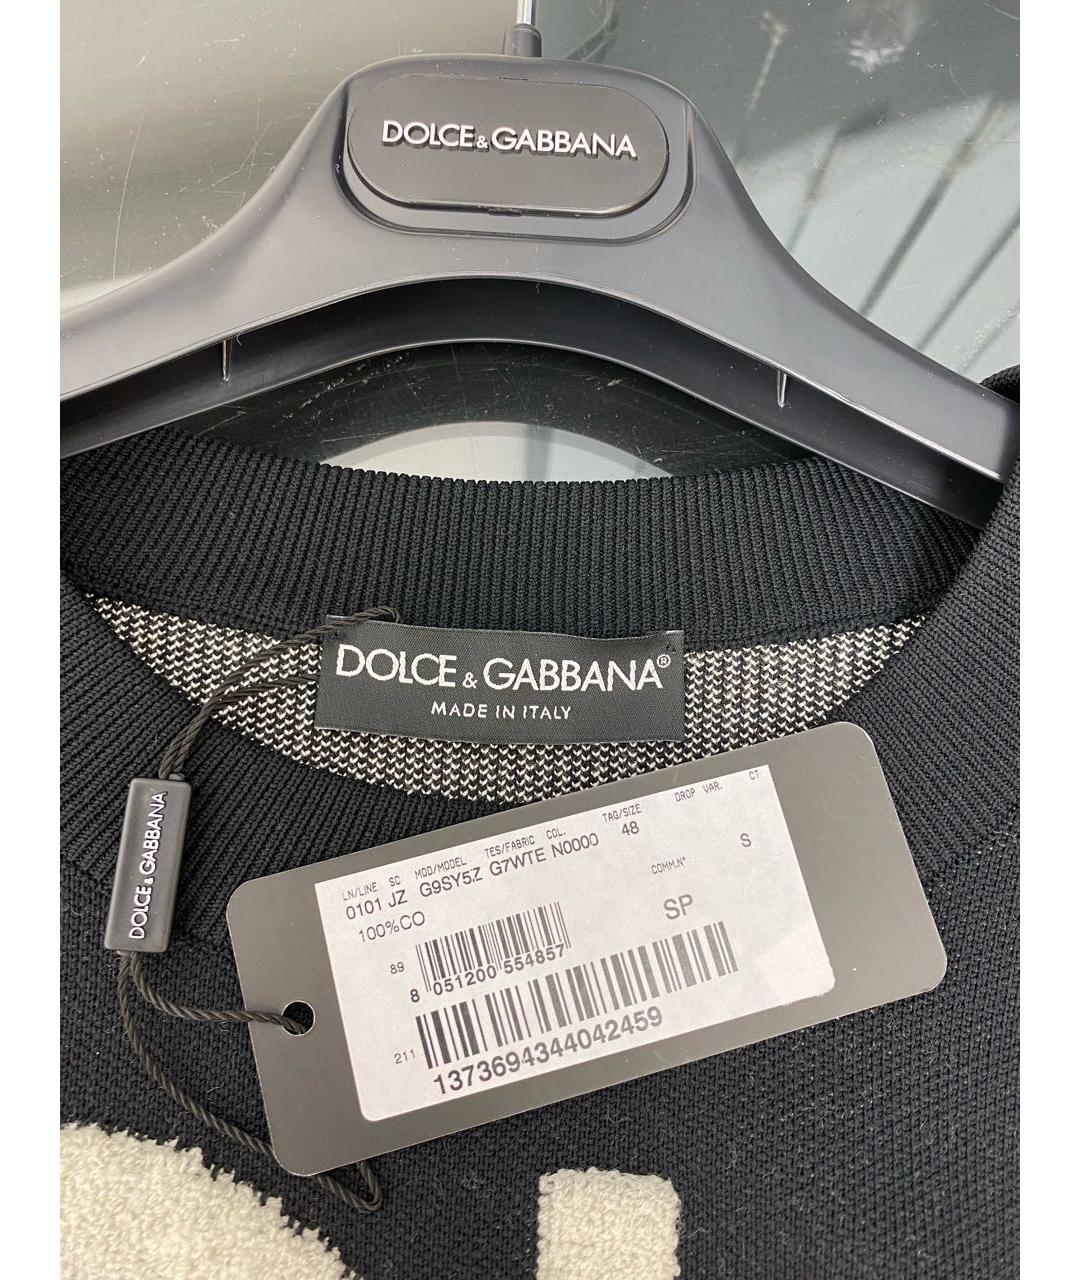 DOLCE&GABBANA
DOLCE & GABBANA®
MADE IN ITALY
DOLCE & GABBANA
LN/LINE SC MOD/MODEL TES/FABRIC COL. TAG/SIZE DROP VAR. CT
0101 JZ G9SY5Z G7WTE N0000 48 S
100%CO COMM.N°
SP
89
8 051200 554857
211
1373694344042459